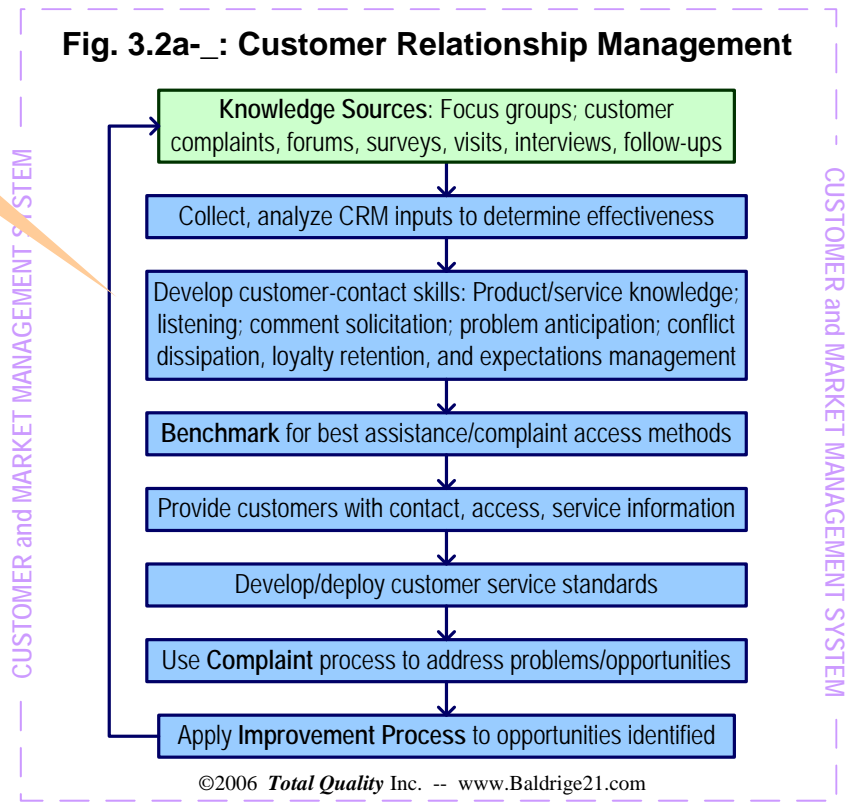 Fig. 3.2a-_: Customer Relationship Management
Knowledge Sources: Focus groups; customer
complaints, forums, surveys, visits, interviews, follow-ups
Collect, analyze CRM inputs to determine effectiveness
Develop customer-contact skills: Product/service knowledge;
listening; comment solicitation; problem anticipation; conflict
dissipation, loyalty retention, and expectations management
Benchmark for best assistance/complaint access methods
Provide customers with contact, access, service information
Develop/deploy customer service standards
Use Complaint process to address problems/opportunities
Apply Improvement Process to opportunities identified
©2006 Total Quality Inc. -- www.Baldrige21.com
CUSTOMER and MARKET MANAGEMENT SYSTEM
CUSTOMER and MARKET MANAGEMENT SYSTEM